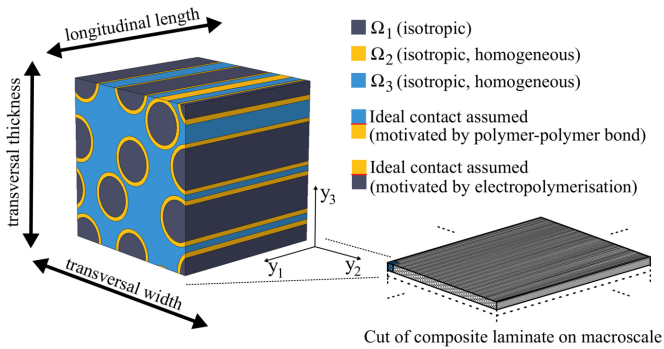 longitudinal length
transversal thickness
transversal width
Ω₁ (isotropic)
Ω₂ (isotropic, homogeneous)
Ω₃ (isotropic, homogeneous)
Ideal contact assumed
(motivated by polymer-polymer bond)
Ideal contact assumed
(motivated by electropolymerisation)
y₃
y₁
y₂
Cut of composite laminate on macroscale